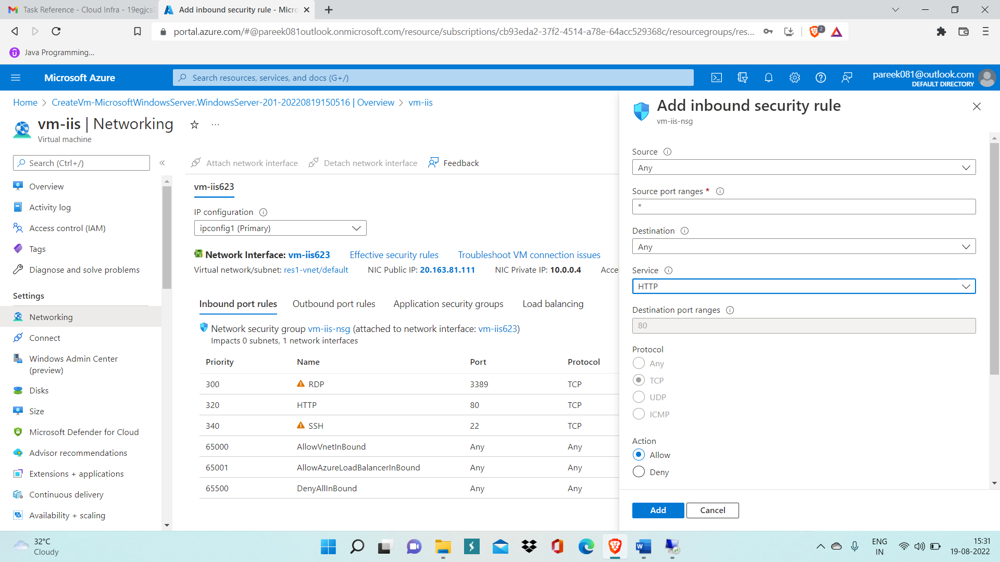 Task Reference - Cloud Infra - 19egjcs
Add inbound security rule - Micro
portal.azure.com/#@pareek081outlook.onmicrosoft.com/resource/subscriptions/cb93eda2-37f2-4514-a78e-64acc529368c/resourcegroups/res...
2
Java Programming...
Microsoft Azure
Search resources, services, and docs (G+/)
pareek081@outlook.com
DEFAULT DIRECTORY
Home > CreateVm-MicrosoftWindowsServer.WindowsServer-201-20220819150516 | Overview > vm-iis
vm-iis | Networking
Virtual machine
Search (Ctrl+/)
Overview
Activity log
Access control (IAM)
Tags
Diagnose and solve problems
Settings
Networking
Connect
Windows Admin Center
(preview)
Disks
Size
Microsoft Defender for Cloud
Advisor recommendations
Extensions + applications
Continuous delivery
Availability + scaling
Attach network interface Detach network interface Feedback
vm-iis623
IP configuration
ipconfig1 (Primary)
Network Interface: vm-iis623 Effective security rules Troubleshoot VM connection issues
Virtual network/subnet: res1-vnet/default NIC Public IP: 20.163.81.111 NIC Private IP: 10.0.0.4 Accel
Inbound port rules Outbound port rules Application security groups Load balancing
Network security group vm-iis-nsg (attached to network interface: vm-iis623)
Impacts 0 subnets, 1 network interfaces
Priority Name Port Protocol
300 RDP 3389 TCP
320 HTTP 80 TCP
340 SSH 22 TCP
65000 AllowVnetInBound Any Any
65001 AllowAzureLoadBalancerInBound Any Any
65500 DenyAllInBound Any Any
Add inbound security rule
vm-iis-nsg
Source
Any
Source port ranges *
*
Destination
Any
Service
HTTP
Destination port ranges
80
Protocol
Any
TCP
UDP
ICMP
Action
Allow
Deny
Add Cancel
32°C
Cloudy
ENG
IN
15:31
19-08-2022